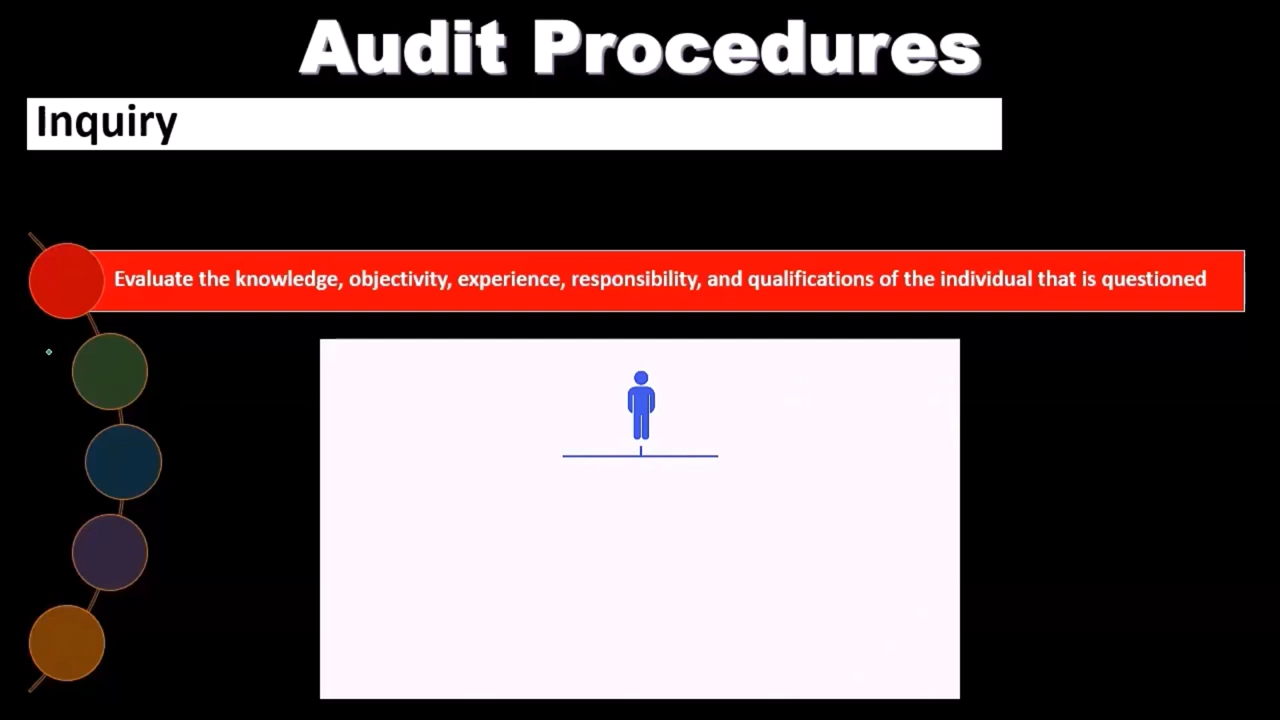 Audit Procedures
Inquiry
Evaluate the knowledge, objectivity, experience, responsibility, and qualifications of the individual that is questioned